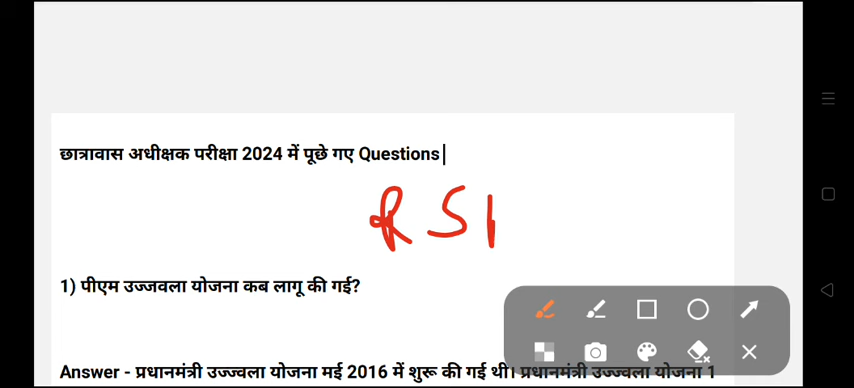 छात्रावास अधीक्षक परीक्षा 2024 में पूछे गए Questions
RSI
1) पीएम उज्जवला योजना कब लागू की गई?
Answer - प्रधानमंत्री उज्ज्वला योजना मई 2016 में शुरू की गई थी। प्रधानमंत्री उज्ज्वला योजना 1